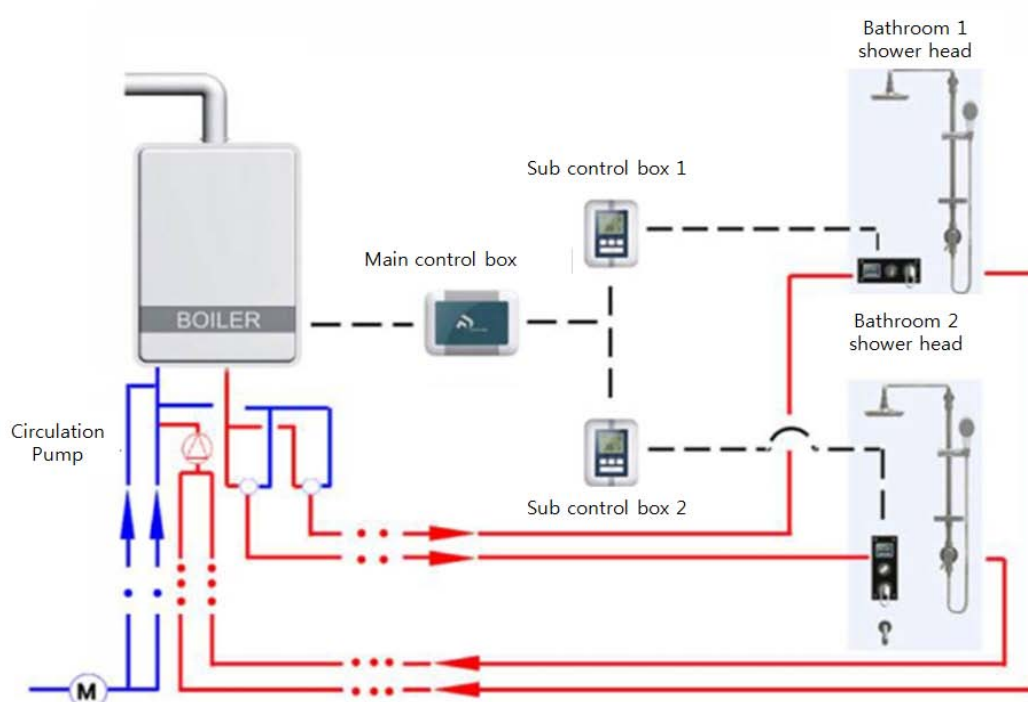 Bathroom 1
shower head
Sub control box 1
Main control box
BOILER
Bathroom 2
shower head
Circulation
Pump
Sub control box 2
M